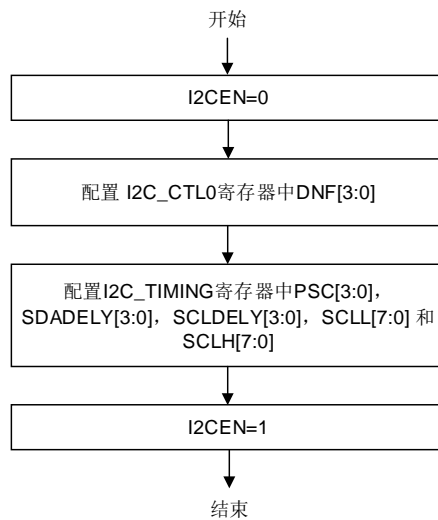 开始
I2CEN=0
配置 I2C_CTL0寄存器中DNF[3:0]
配置I2C_TIMING寄存器中PSC[3:0]，
SDADELY[3:0]，SCLDELY[3:0]，SCLL[7:0] 和
SCLH[7:0]
I2CEN=1
结束